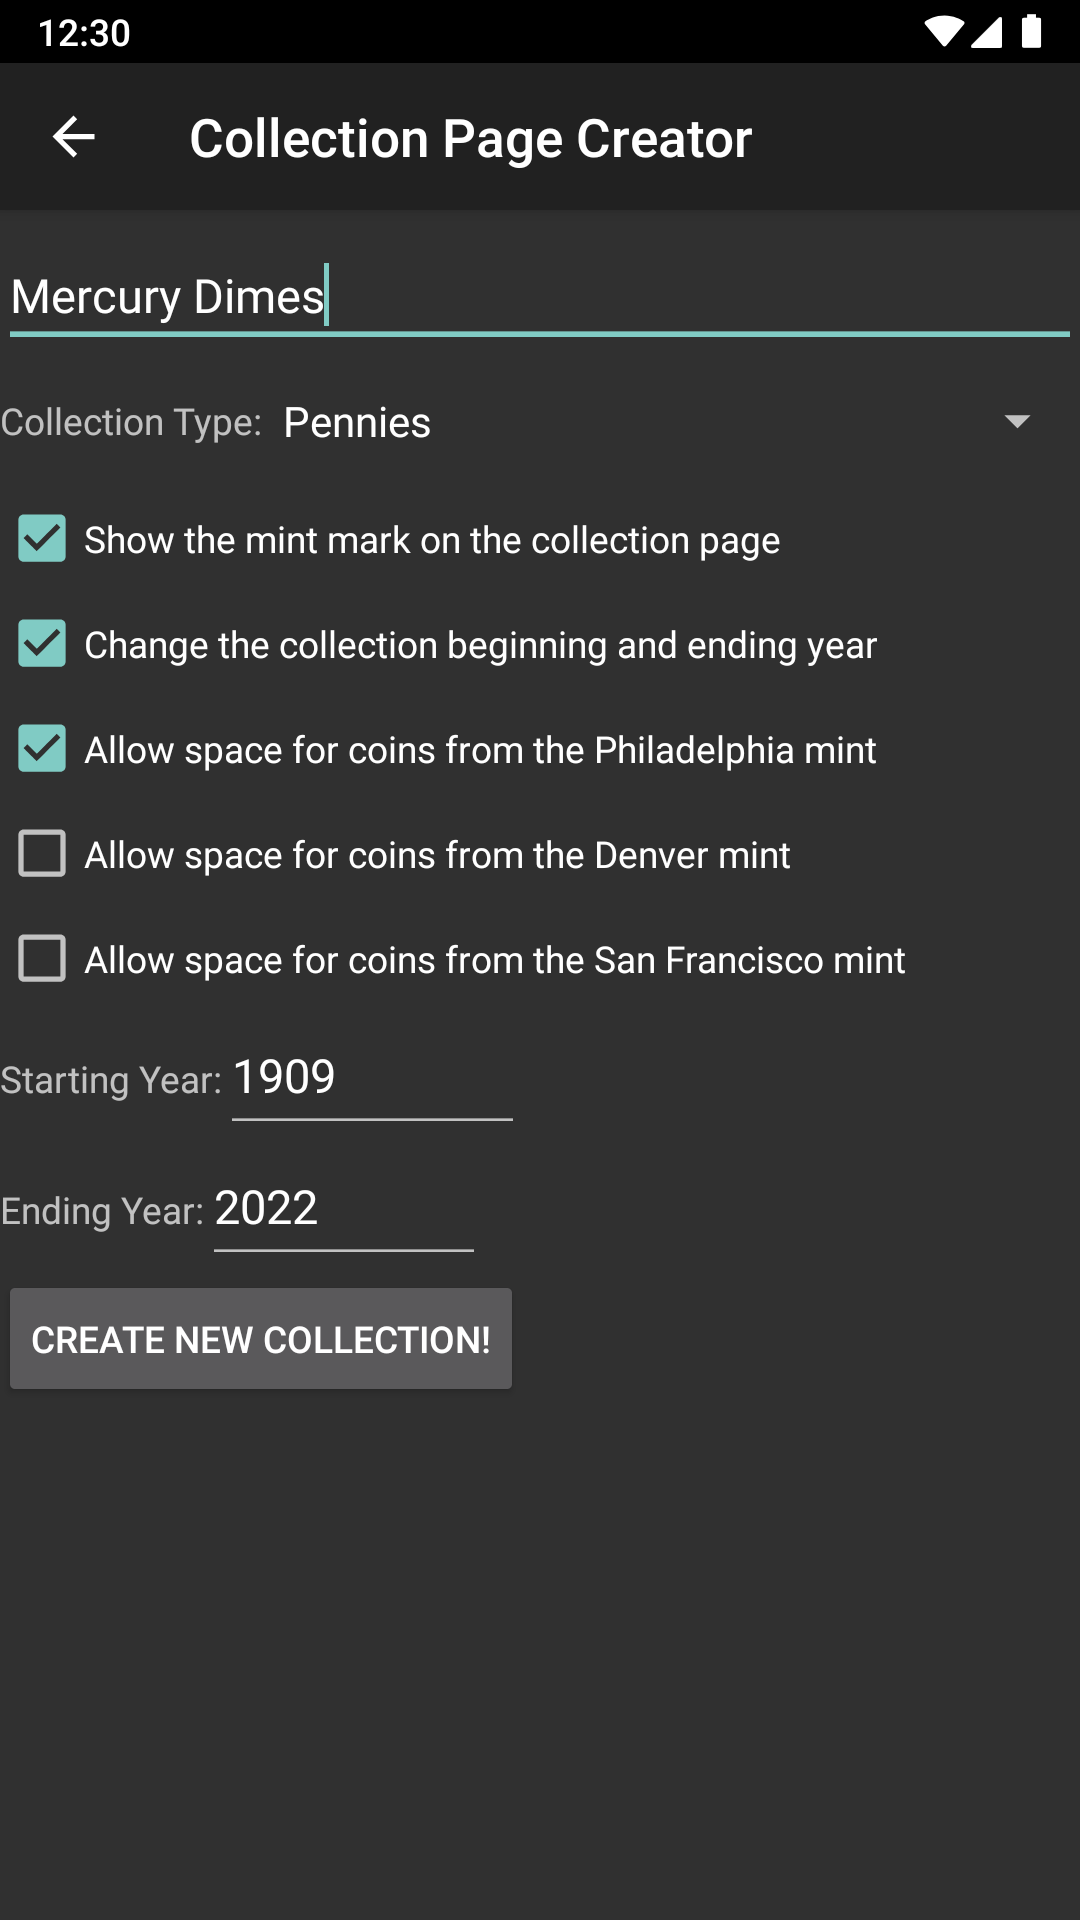 12:30
Collection Page Creator
Mercury Dimes
Collection Type: Pennies
Show the mint mark on the collection page
Change the collection beginning and ending year
Allow space for coins from the Philadelphia mint
Allow space for coins from the Denver mint
Allow space for coins from the San Francisco mint
Starting Year: 1909
Ending Year: 2022
CREATE NEW COLLECTION!